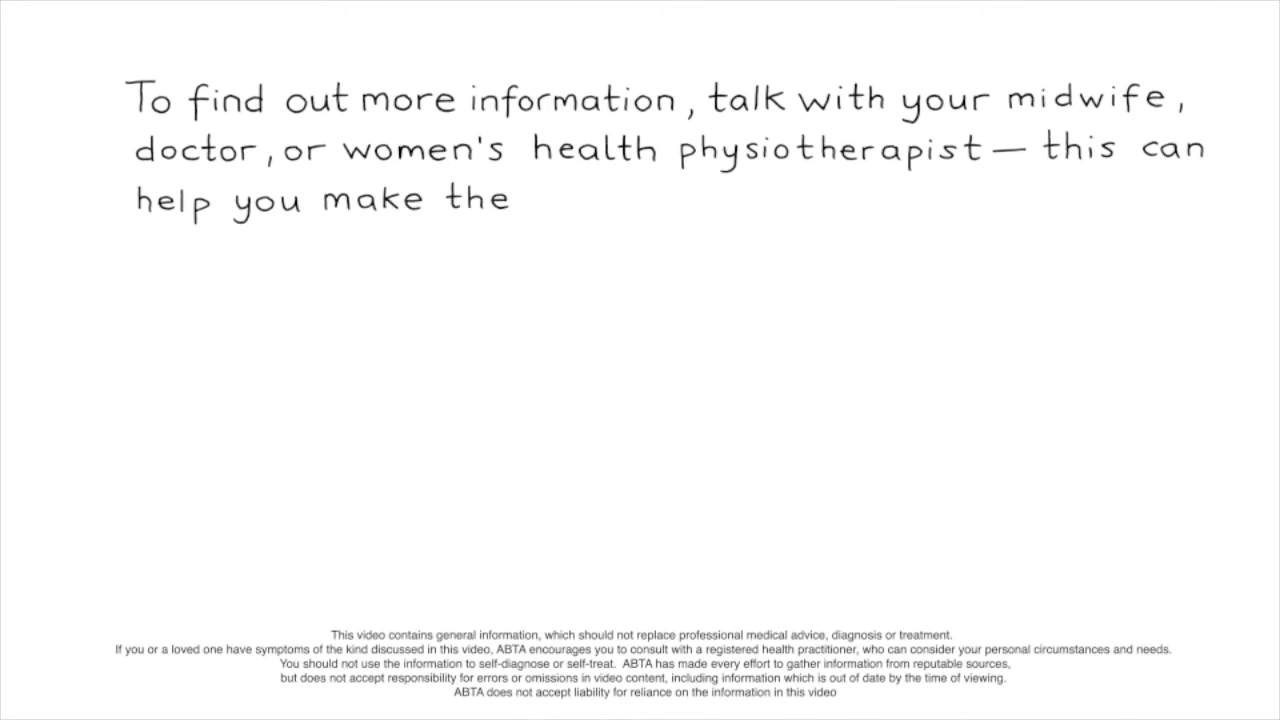 To find out more information, talk with your midwife,
doctor, or women's health physiotherapist — this can
help you make the
This video contains general information, which should not replace professional medical advice, diagnosis or treatment.
If you or a loved one have symptoms of the kind discussed in this video, ABTA encourages you to consult with a registered health practitioner, who can consider your personal circumstances and needs.
You should not use the information to self-diagnose or self-treat. ABTA has made every effort to gather information from reputable sources,
but does not accept responsibility for errors or omissions in video content, including information which is out of date by the time of viewing.
ABTA does not accept liability for reliance on the information in this video